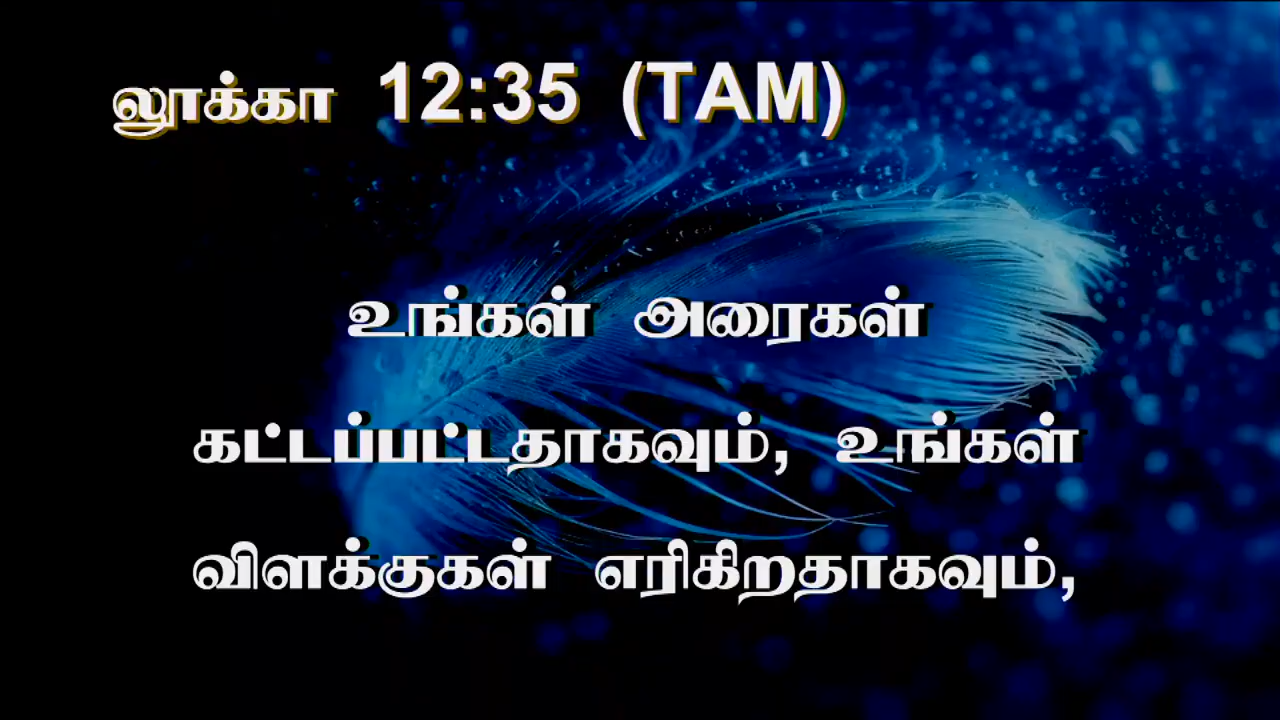 லூக்கா 12:35 (TAM)
உங்கள் அரைகள்
கட்டப்பட்டதாகவும், உங்கள்
விளக்குகள் எரிகிறதாகவும்,